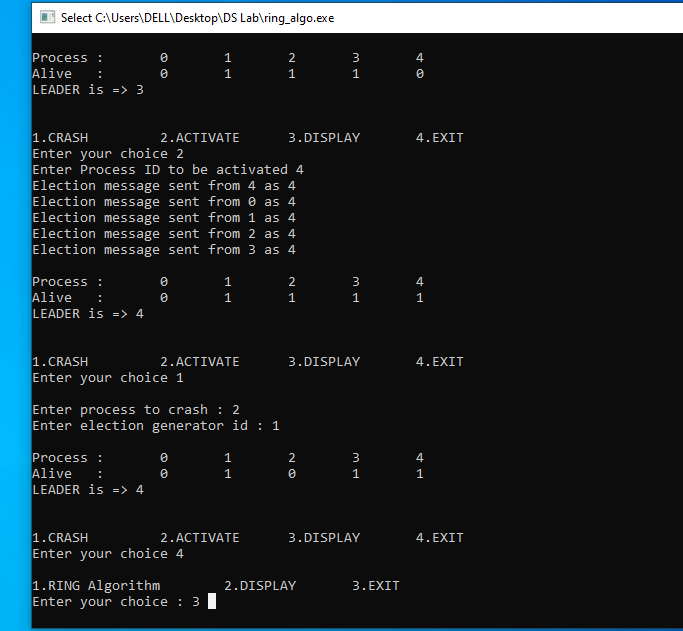 Select C:\Users\DELL\Desktop\DS Lab\ring_algo.exe
Process : 0 1 2 3 4
Alive : 0 1 1 1 0
LEADER is => 3
1.CRASH 2.ACTIVATE 3.DISPLAY 4.EXIT
Enter your choice 2
Enter Process ID to be activated 4
Election message sent from 4 as 4
Election message sent from 0 as 4
Election message sent from 1 as 4
Election message sent from 2 as 4
Election message sent from 3 as 4
Process : 0 1 2 3 4
Alive : 0 1 1 1 1
LEADER is => 4
1.CRASH 2.ACTIVATE 3.DISPLAY 4.EXIT
Enter your choice 1
Enter process to crash : 2
Enter election generator id : 1
Process : 0 1 2 3 4
Alive : 0 1 0 1 1
LEADER is => 4
1.CRASH 2.ACTIVATE 3.DISPLAY 4.EXIT
Enter your choice 4
1.RING Algorithm 2.DISPLAY 3.EXIT
Enter your choice : 3